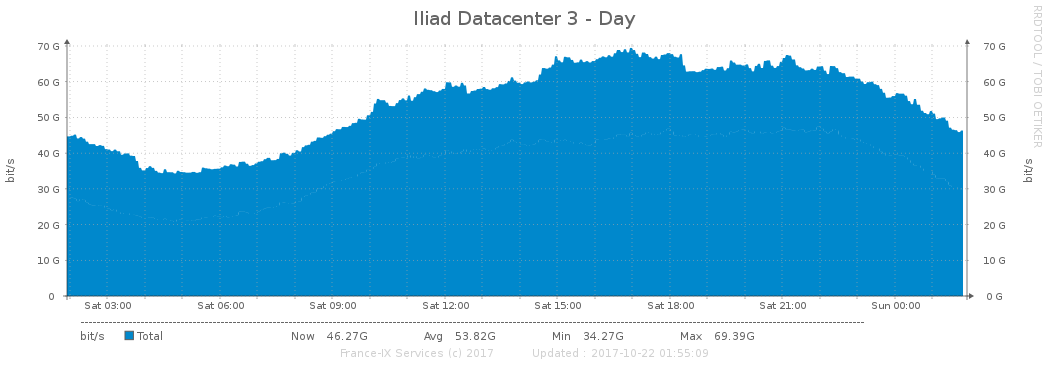 Iliad Datacenter 3 - Day
RRDTOOL / TOBI OETIKER
70 G 70 G
60 G 60 G
50 G 50 G
40 G 40 G
30 G 30 G
20 G 20 G
10 G 10 G
0 0 G
bit/s bit/s
Sat 03:00 Sat 06:00 Sat 09:00 Sat 12:00 Sat 15:00 Sat 18:00 Sat 21:00 Sun 00:00
bit/s Total Now 46.27G Avg 53.82G Min 34.27G Max 69.39G
France-IX Services (c) 2017 Updated : 2017-10-22 01:55:09